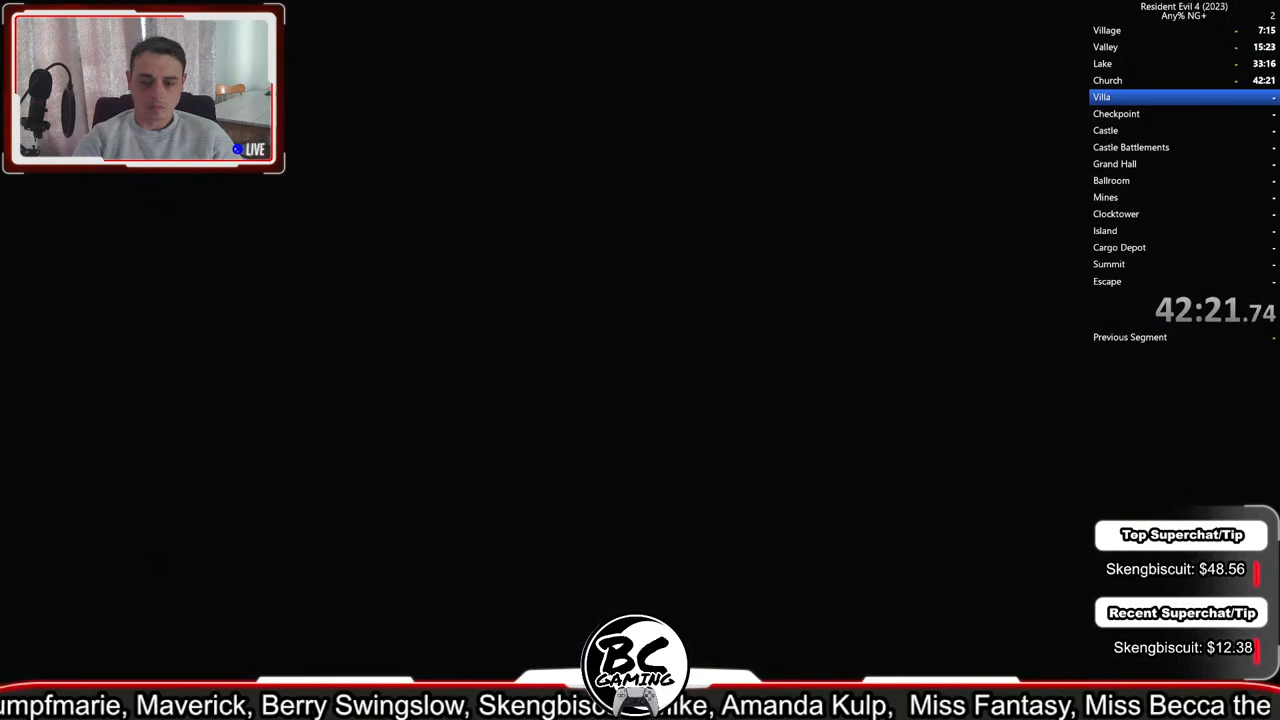 LIVE
Resident Evil 4 (2023)
Any% NG+ 2
Village - 7:15
Valley - 15:23
Lake - 33:16
Church - 42:21
Villa -
Checkpoint -
Castle -
Castle Battlements -
Grand Hall -
Ballroom -
Mines -
Clocktower -
Island -
Cargo Depot -
Summit -
Escape -
42:21.74
Previous Segment -
Top Superchat/Tip
Skengbiscuit: $48.56
Recent Superchat/Tip
Skengbiscuit: $12.38
BC
GAMING
umpfmarie, Maverick, Berry Swingslow, Skengbisc ike, Amanda Kulp, Miss Fantasy, Miss Becca the